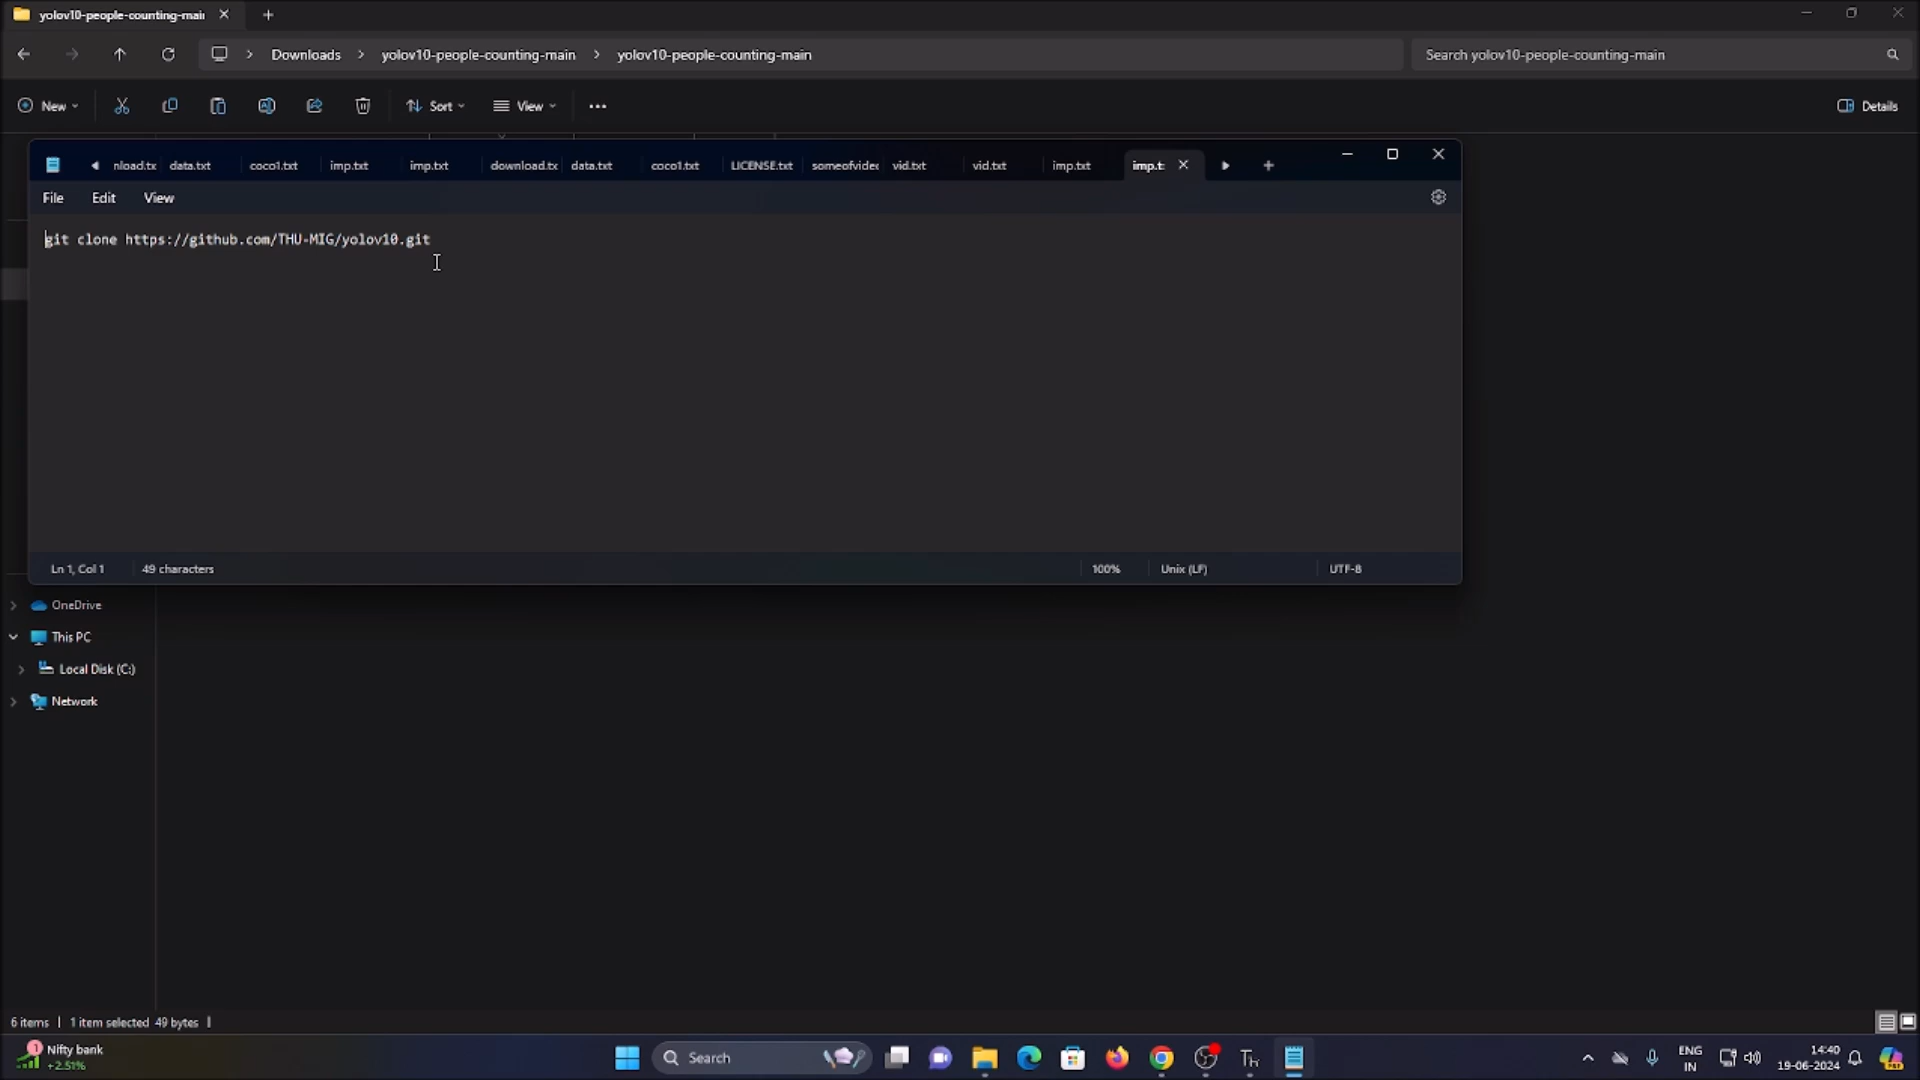 yolov10-people-counting-mai
Downloads > yolov10-people-counting-main > yolov10-people-counting-main
Search yolov10-people-counting-main
New
Sort
View
Details
nload.tx data.txt coco1.txt imp.txt imp.txt download.tx data.txt coco1.txt LICENSE.txt someofvide vid.txt vid.txt imp.txt imp.t
File Edit View
git clone https://github.com/THU-MIG/yolov10.git
Ln 1, Col 1 49 characters 100% Unix (LF) UTF-8
OneDrive
This PC
Local Disk (C:)
Network
6 items | 1 item selected 49 bytes |
1 Nifty bank
+2.51%
Search
ENG
IN
14:40
19-06-2024